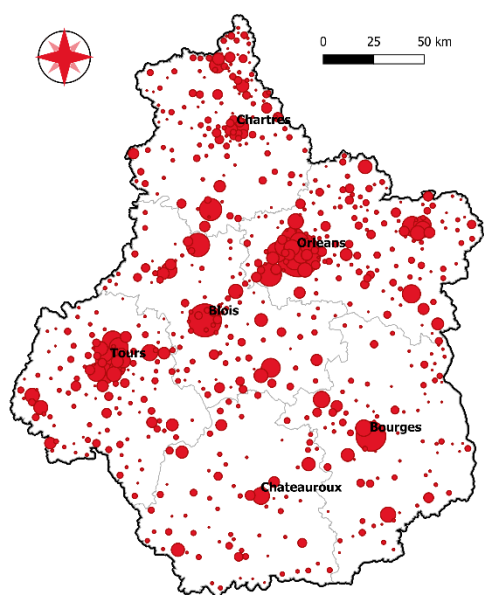 0 25 50 km
Chartres
Orléans
Blois
Tours
Bourges
Chateauroux